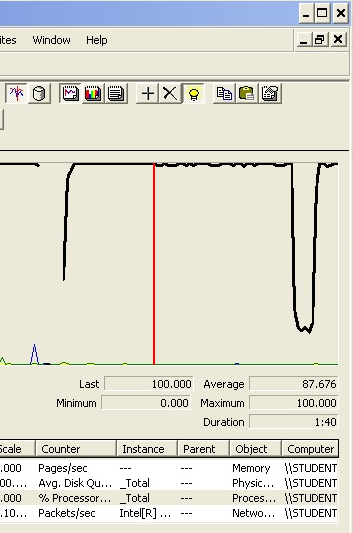 ites Window Help
Last 100.000 Average 87.676
Minimum 0.000 Maximum 100.000
Duration 1:40
Scale Counter Instance Parent Object Computer
.000 Pages/sec --- --- Memory \\STUDENT
00.... Avg. Disk Qu... _Total --- Physic... \\STUDENT
.000 % Processor... _Total --- Proces... \\STUDENT
.10... Packets/sec Intel[R] ... --- Netwo... \\STUDENT